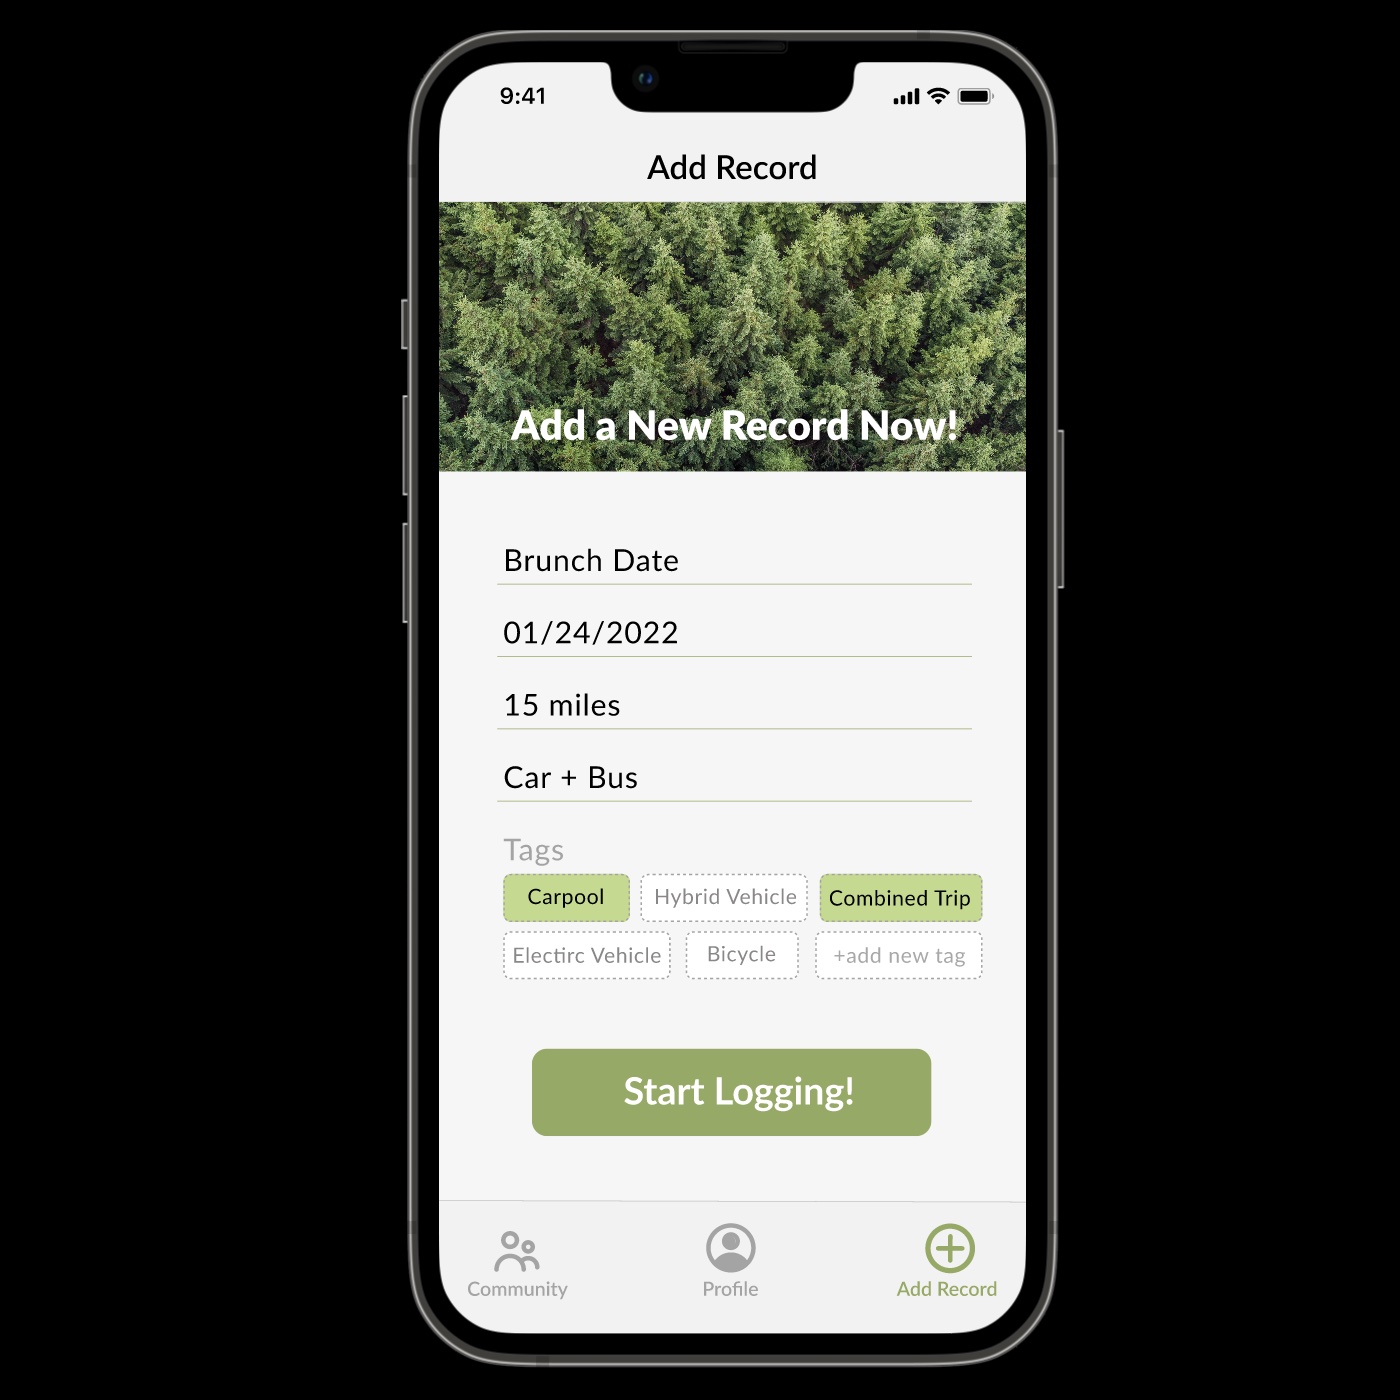 9:41
Add Record
Add a New Record Now!
Brunch Date
01/24/2022
15 miles
Car + Bus
Tags
Carpool Hybrid Vehicle Combined Trip
Electirc Vehicle Bicycle +add new tag
Start Logging!
Community Profile Add Record